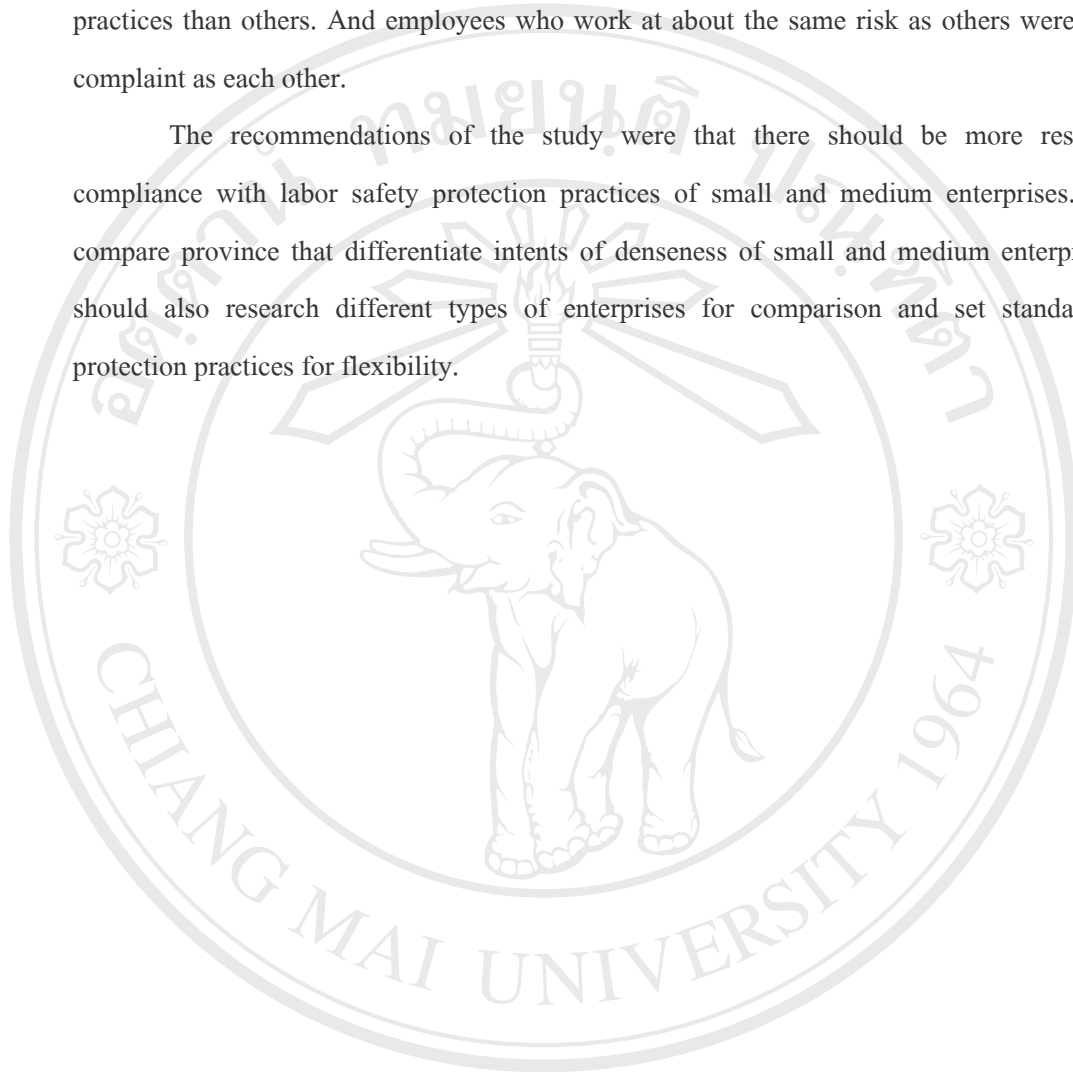 practices than others. And employees who work at about the same risk as others were
complaint as each other.
The recommendations of the study were that there should be more res
compliance with labor safety protection practices of small and medium enterprises.
compare province that differentiate intents of denseness of small and medium enterp
should also research different types of enterprises for comparison and set standa
protection practices for flexibility.
CHIANG MAI UNIVERSITY 1964